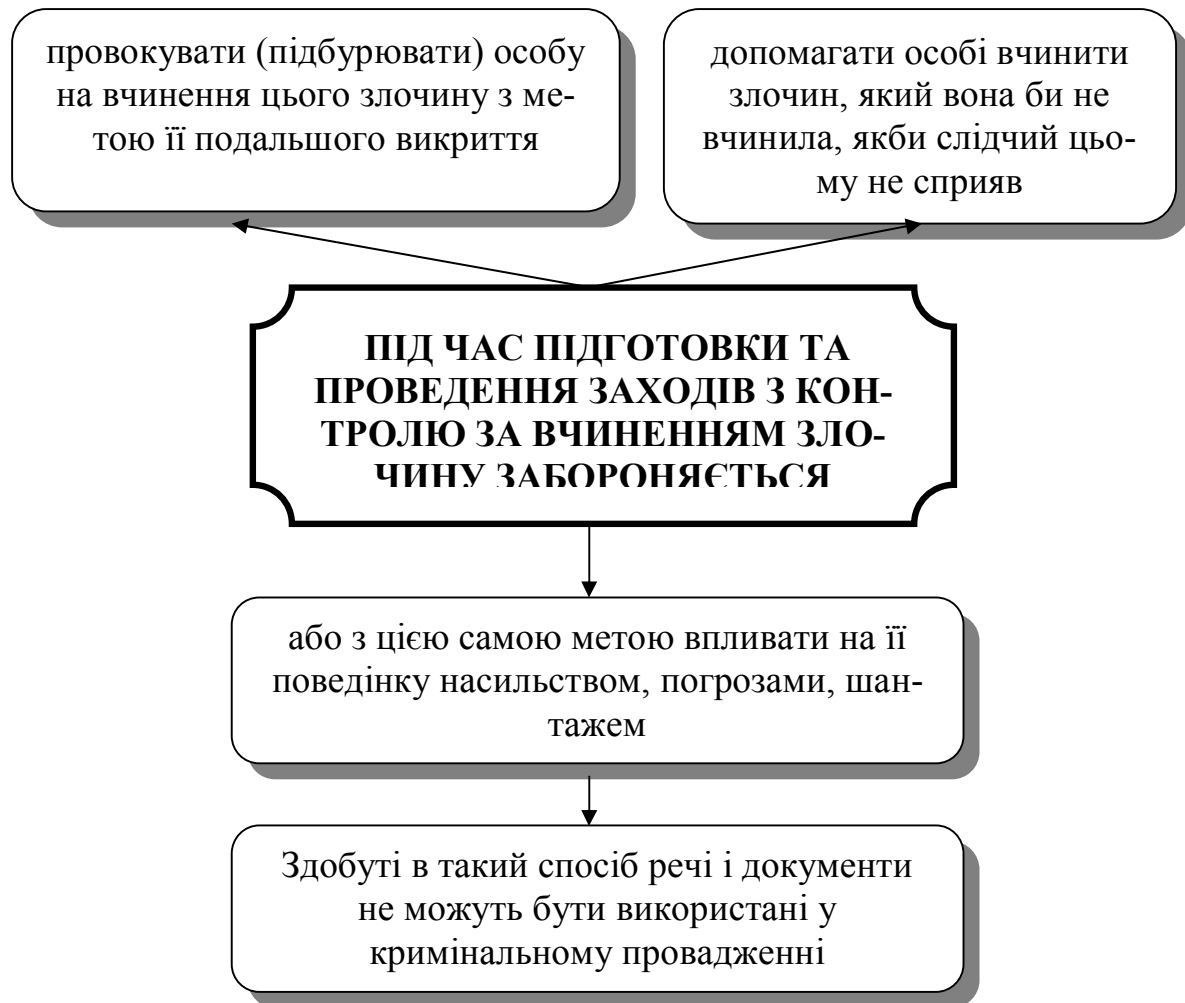 провокувати (підбурювати) особу
на вчинення цього злочину з ме-
тою її подальшого викриття
допомагати особі вчинити
злочин, який вона би не
вчинила, якби слідчий цьо-
му не сприяв
ПІД ЧАС ПІДГОТОВКИ ТА
ПРОВЕДЕННЯ ЗАХОДІВ З КОН-
ТРОЛЮ ЗА ВЧИНЕННЯМ ЗЛО-
ЧИНУ ЗАБОРОНЯЄТЬСЯ
або з цією самою метою впливати на її
поведінку насильством, погрозами, шан-
тажем
Здобуті в такий спосіб речі і документи
не можуть бути використані у
кримінальному провадженні